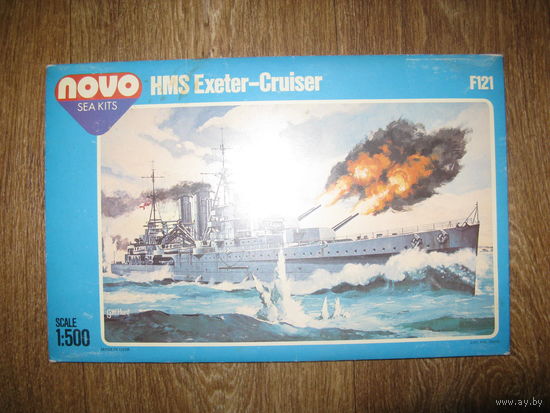 novo
SEA KITS
HMS Exeter-Cruiser
F121
SCALE
1:500
www.ay.by